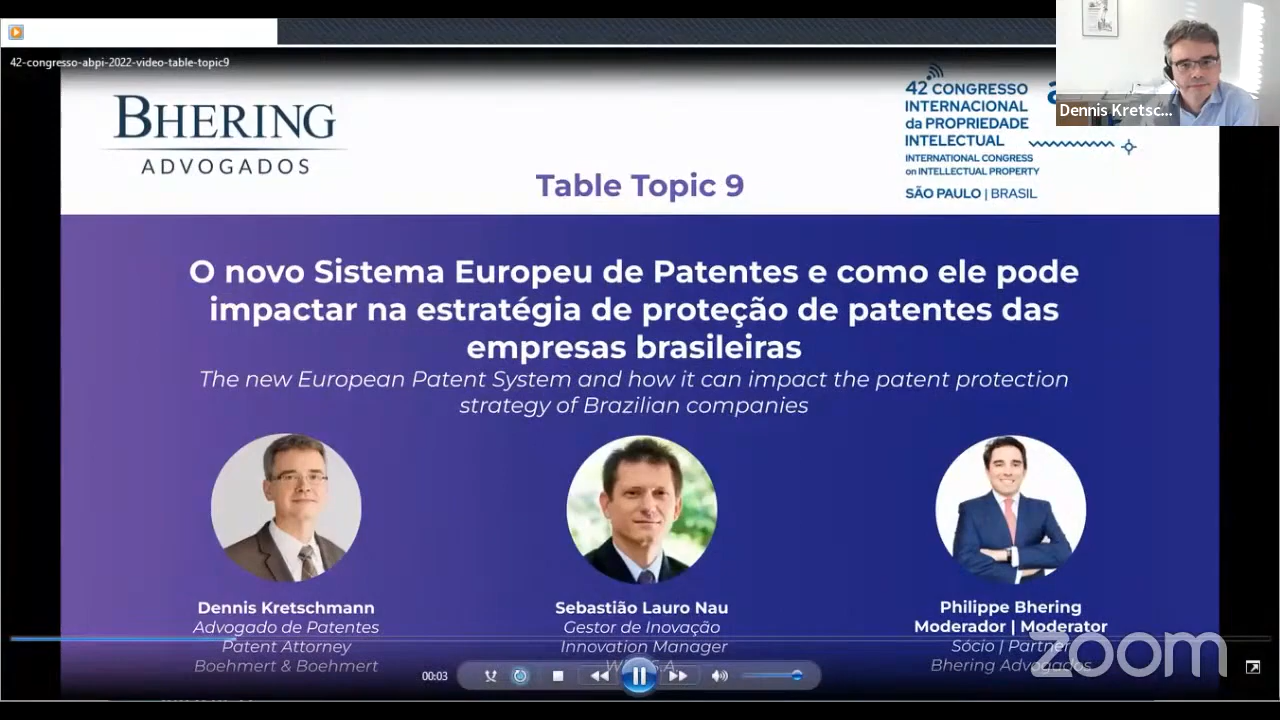 42-congresso-abpi-2022-video-table-topic9
BHERING
ADVOGADOS
42 CONGRESSO
INTERNACIONAL
da PROPRIEDADE
INTELECTUAL
INTERNATIONAL CONGRESS
on INTELLECTUAL PROPERTY
SÃO PAULO | BRASIL
Dennis Kretsc...
Table Topic 9
O novo Sistema Europeu de Patentes e como ele pode
impactar na estratégia de proteção de patentes das
empresas brasileiras
The new European Patent System and how it can impact the patent protection
strategy of Brazilian companies
Dennis Kretschmann
Advogado de Patentes
Patent Attorney
Boehmert & Boehmert
Sebastião Lauro Nau
Gestor de Inovação
Innovation Manager
Philippe Bhering
Moderador | Moderator
Sócio | Partner
Bhering Advogados
00:03
zoom